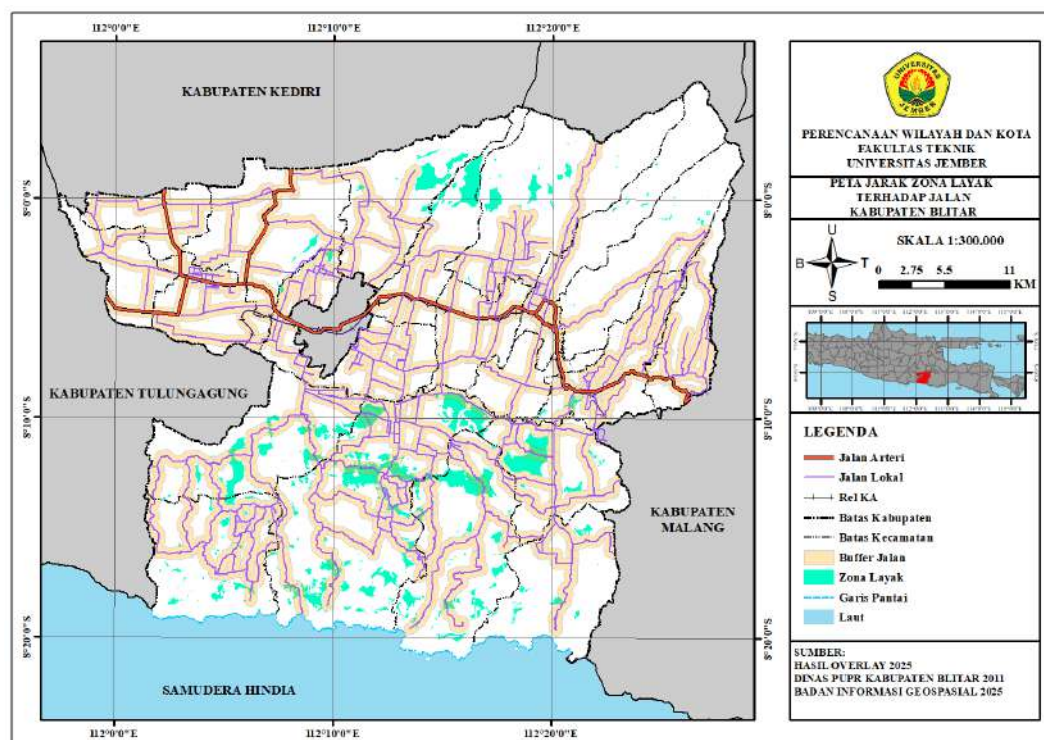 112°0'0"E
112°10'0"E
112°20'0"E
8°0'0"S
8°10'0"S
8°20'0"S
KABUPATEN KEDIRI
KABUPATEN TULUNGAGUNG
KABUPATEN
MALANG
SAMUDERA HINDIA
8°0'0"S
8°10'0"S
8°20'0"S
112°0'0"E
112°10'0"E
112°20'0"E
UNIVERSITAS
JEMBER
PERENCANAAN WILAYAH DAN KOTA
FAKULTAS TEKNIK
UNIVERSITAS JEMBER
PETA JARAK ZONA LAYAK
TERHADAP JALAN
KABUPATEN BLITAR
U
B T
S
SKALA 1:300.000
0 2.75 5.5 11
KM
LEGENDA
Jalan Arteri
Jalan Lokal
Rel KA
Batas Kabupaten
Batas Kecamatan
Buffer Jalan
Zona Layak
Garis Pantai
Laut
SUMBER:
HASIL OVERLAY 2025
DINAS PUPR KABUPATEN BLITAR 2011
BADAN INFORMASI GEOSPASIAL 2025